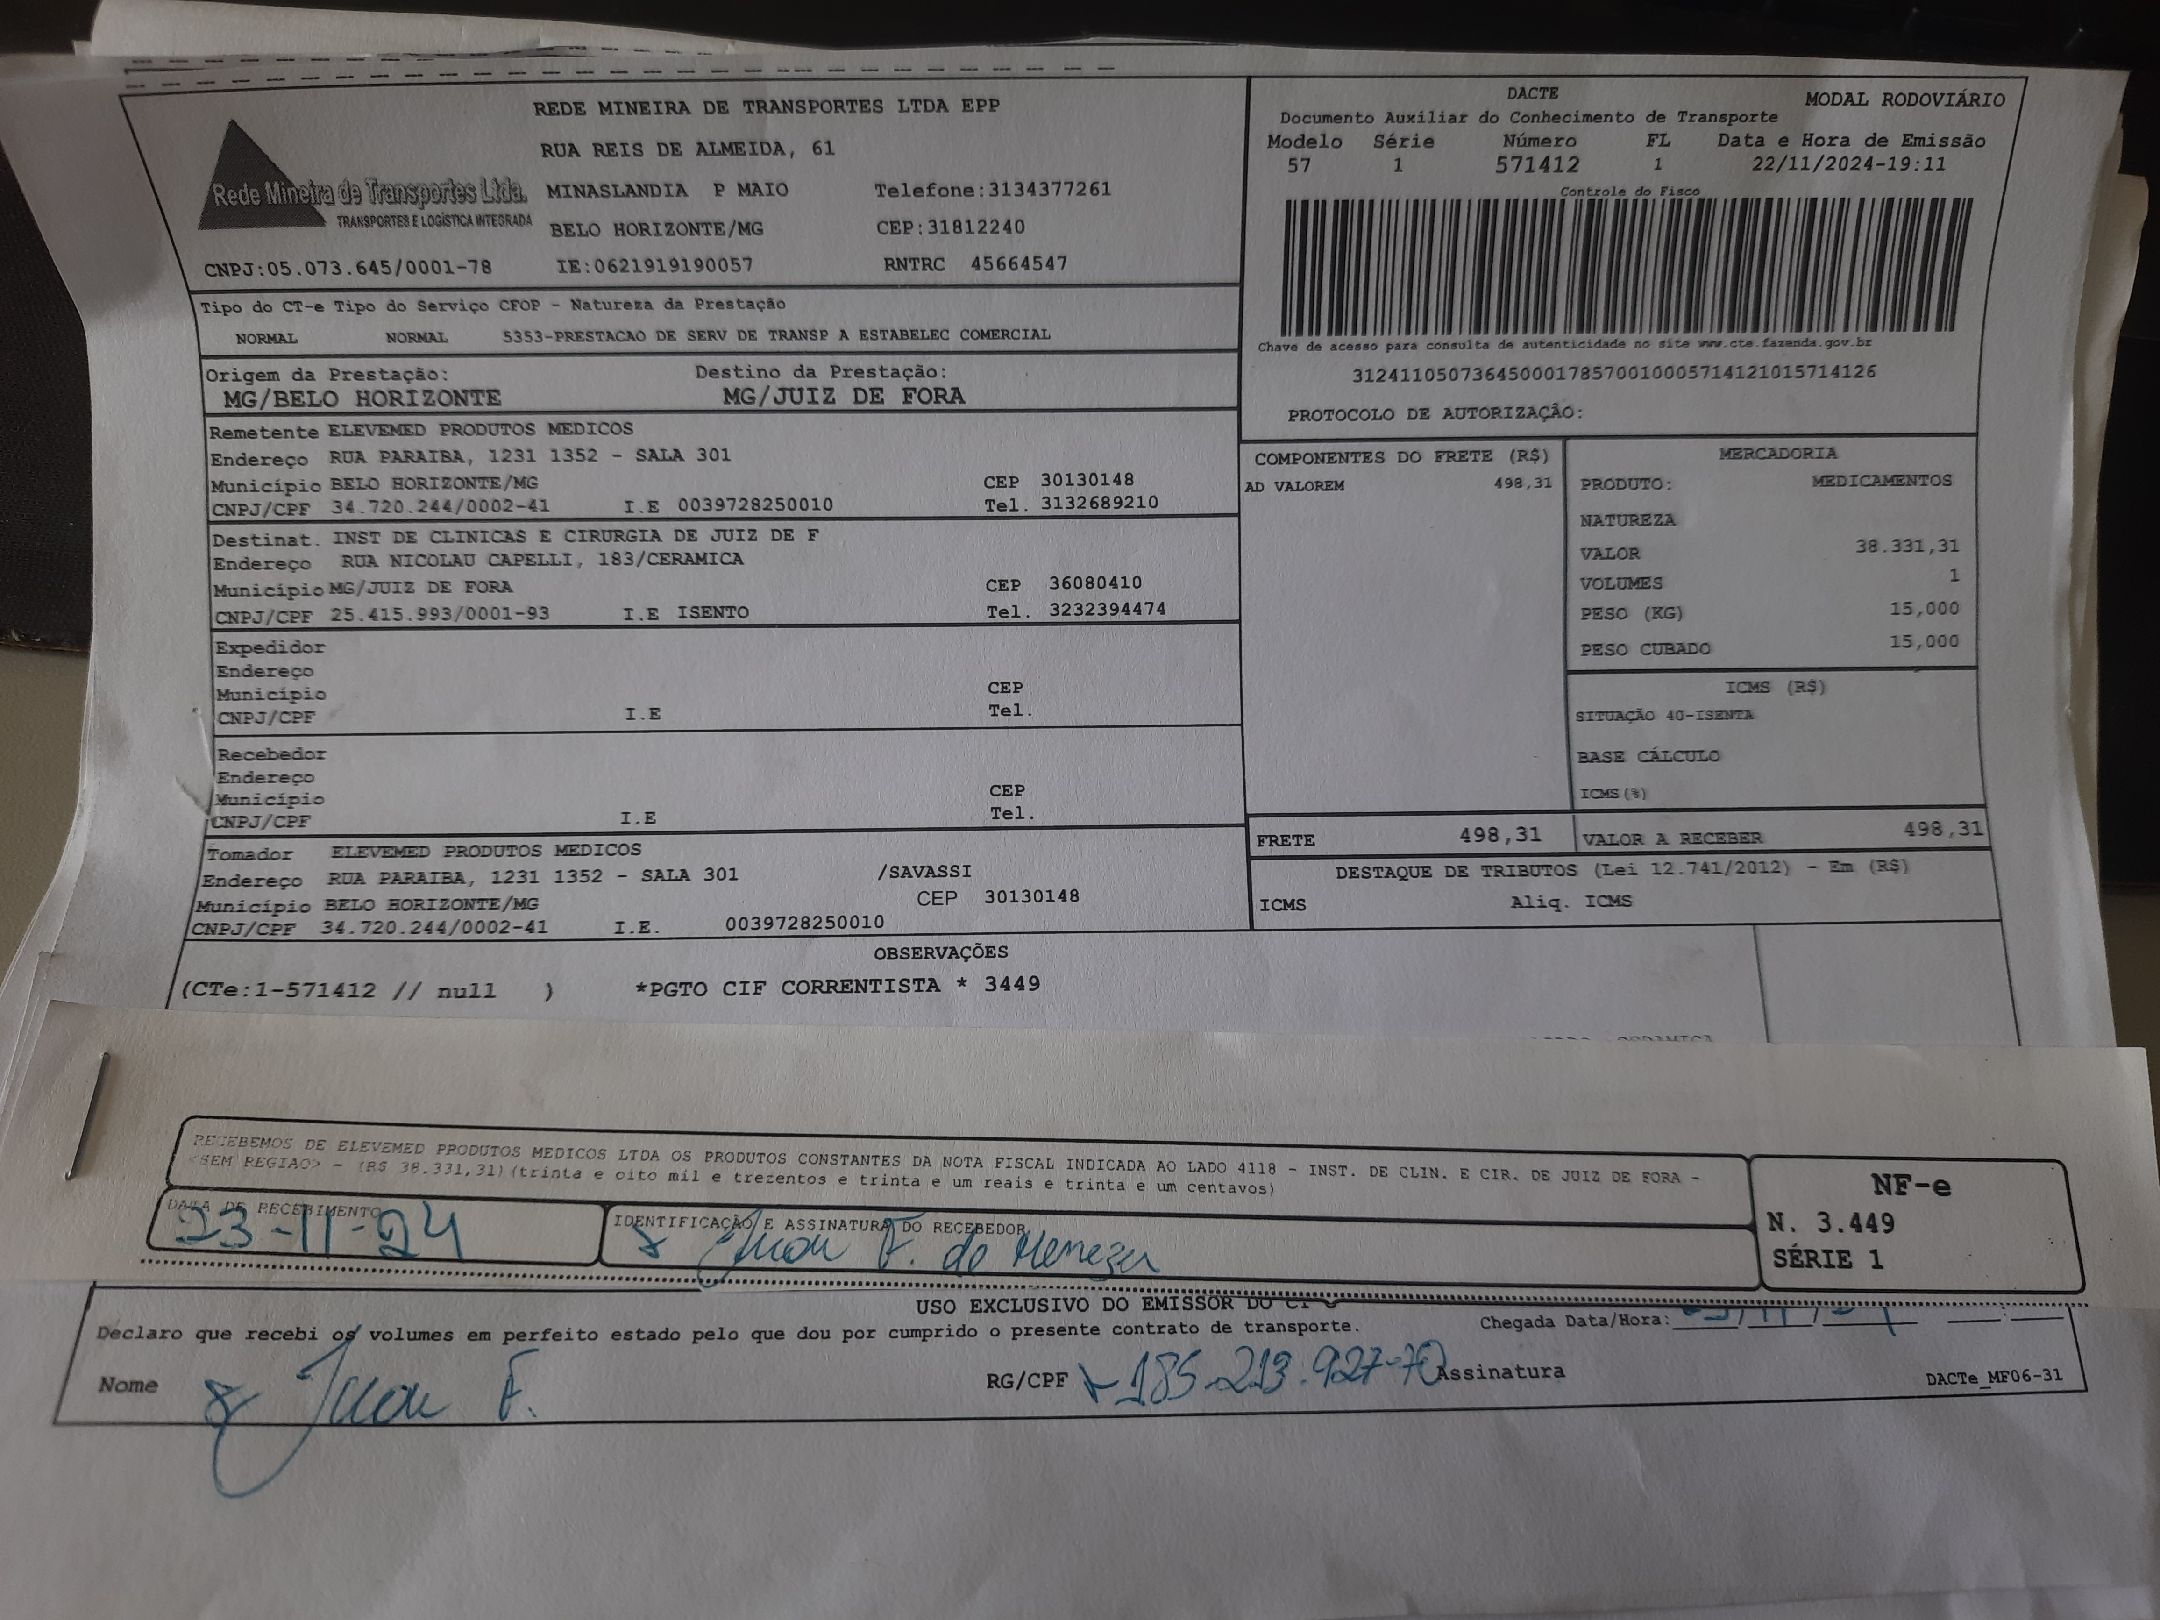 REDE MINEIRA DE TRANSPORTES LTDA EPP
RUA REIS DE ALMEIDA, 61
Rede Mineira de Transportes Ltda.
TRANSPORTES E LOGÍSTICA INTEGRADA
MINASLANDIA P MAIO Telefone:3134377261
BELO HORIZONTE/MG CEP:31812240
CNPJ:05.073.645/0001-78 IE:0621919190057 RNTRC 45664547
DACTE MODAL RODOVIÁRIO
Documento Auxiliar do Conhecimento de Transporte
Modelo Série Número FL Data e Hora de Emissão
57 1 571412 1 22/11/2024-19:11
Controle do Fisco
Chave de acesso para consulta de autenticidade no site www.cte.fazenda.gov.br
31241105073645000178570010005714121015714126
PROTOCOLO DE AUTORIZAÇÃO:
Tipo do CT-e Tipo do Serviço CFOP - Natureza da Prestação
NORMAL NORMAL 5353-PRESTACAO DE SERV DE TRANSP A ESTABELEC COMERCIAL
Origem da Prestação: Destino da Prestação:
MG/BELO HORIZONTE MG/JUIZ DE FORA
Remetente ELEVEMED PRODUTOS MEDICOS
Endereço RUA PARAIBA, 1231 1352 - SALA 301
Município BELO HORIZONTE/MG CEP 30130148
CNPJ/CPF 34.720.244/0002-41 I.E 0039728250010 Tel. 3132689210
Destinat. INST DE CLINICAS E CIRURGIA DE JUIZ DE F
Endereço RUA NICOLAU CAPELLI, 183/CERAMICA
Município MG/JUIZ DE FORA CEP 36080410
CNPJ/CPF 25.415.993/0001-93 I.E ISENTO Tel. 3232394474
Expedidor
Endereço
Município CEP
CNPJ/CPF I.E Tel.
Recebedor
Endereço
Município CEP
CNPJ/CPF I.E Tel.
Tomador ELEVEMED PRODUTOS MEDICOS
Endereço RUA PARAIBA, 1231 1352 - SALA 301 /SAVASSI
Município BELO HORIZONTE/MG CEP 30130148
CNPJ/CPF 34.720.244/0002-41 I.E. 0039728250010
COMPONENTES DO FRETE (R$)
AD VALOREM 498,31
MERCADORIA
PRODUTO: MEDICAMENTOS
NATUREZA
VALOR 38.331,31
VOLUMES 1
PESO (KG) 15,000
PESO CUBADO 15,000
ICMS (R$)
SITUAÇÃO 40-ISENTA
BASE CÁLCULO
ICMS(%)
FRETE 498,31 VALOR A RECEBER 498,31
DESTAQUE DE TRIBUTOS (Lei 12.741/2012) - Em (R$)
ICMS Aliq. ICMS
OBSERVAÇÕES
(CTe:1-571412 // null ) *PGTO CIF CORRENTISTA * 3449
RECEBEMOS DE ELEVEMED PRODUTOS MEDICOS LTDA OS PRODUTOS CONSTANTES DA NOTA FISCAL INDICADA AO LADO 4118 - INST. DE CLIN. E CIR. DE JUIZ DE FORA -
<SEM REGIAO> - (R$ 38.331,31)(trinta e oito mil e trezentos e trinta e um reais e trinta e um centavos)
DATA DE RECEBIMENTO IDENTIFICAÇÃO E ASSINATURA DO RECEBEDOR
23-11-24 F. de Menezes
NF-e
N. 3.449
SÉRIE 1
USO EXCLUSIVO DO EMISSOR DO
Declaro que recebi os volumes em perfeito estado pelo que dou por cumprido o presente contrato de transporte. Chegada Data/Hora:
Nome F. RG/CPF 185.213.927-70 Assinatura DACTe_MF06-31